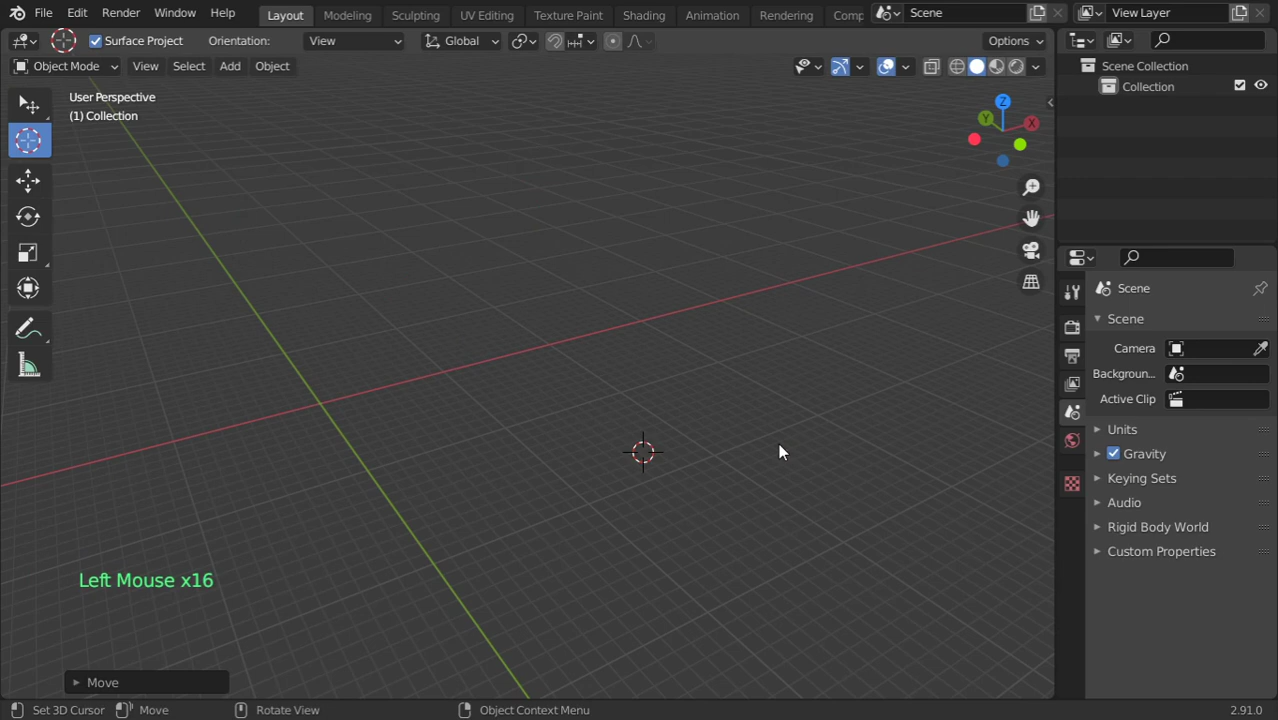 File Edit Render Window Help Layout Modeling Sculpting UV Editing Texture Paint Shading Animation Rendering Comp Scene View Layer
Surface Project Orientation: View Global Options
Object Mode View Select Add Object
User Perspective
(1) Collection
Z
Y
X
Left Mouse x16
Move
Scene Collection
Collection
Scene
Scene
Camera
Backgroun...
Active Clip
Units
Gravity
Keying Sets
Audio
Rigid Body World
Custom Properties
Set 3D Cursor Move Rotate View Object Context Menu 2.91.0